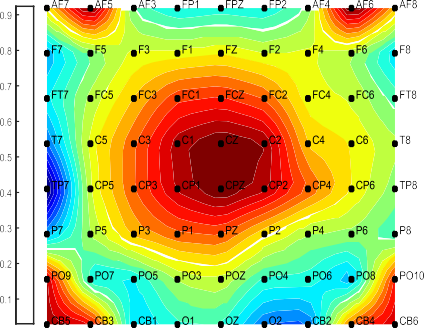 AF7 AF5 AF3 FP1 FPZ FP2 AF4 AF6 AF8
0.9
0.8 F7 F5 F3 F1 FZ F2 F4 F6 F8
0.7
FT7 FC5 FC3 FC1 FCZ FC2 FC4 FC6 FT8
0.6
T7 C5 C3 C1 CZ C2 C4 C6 T8
0.5
TP7 CP5 CP3 CP1 CPZ CP2 CP4 CP6 TP8
0.4
0.3
P7 P5 P3 P1 PZ P2 P4 P6 P8
0.2
PO9 PO7 PO5 PO3 POZ PO4 PO6 PO8 PO10
0.1
CB5 CB3 CB1 O1 OZ O2 CB2 CB4 CB6